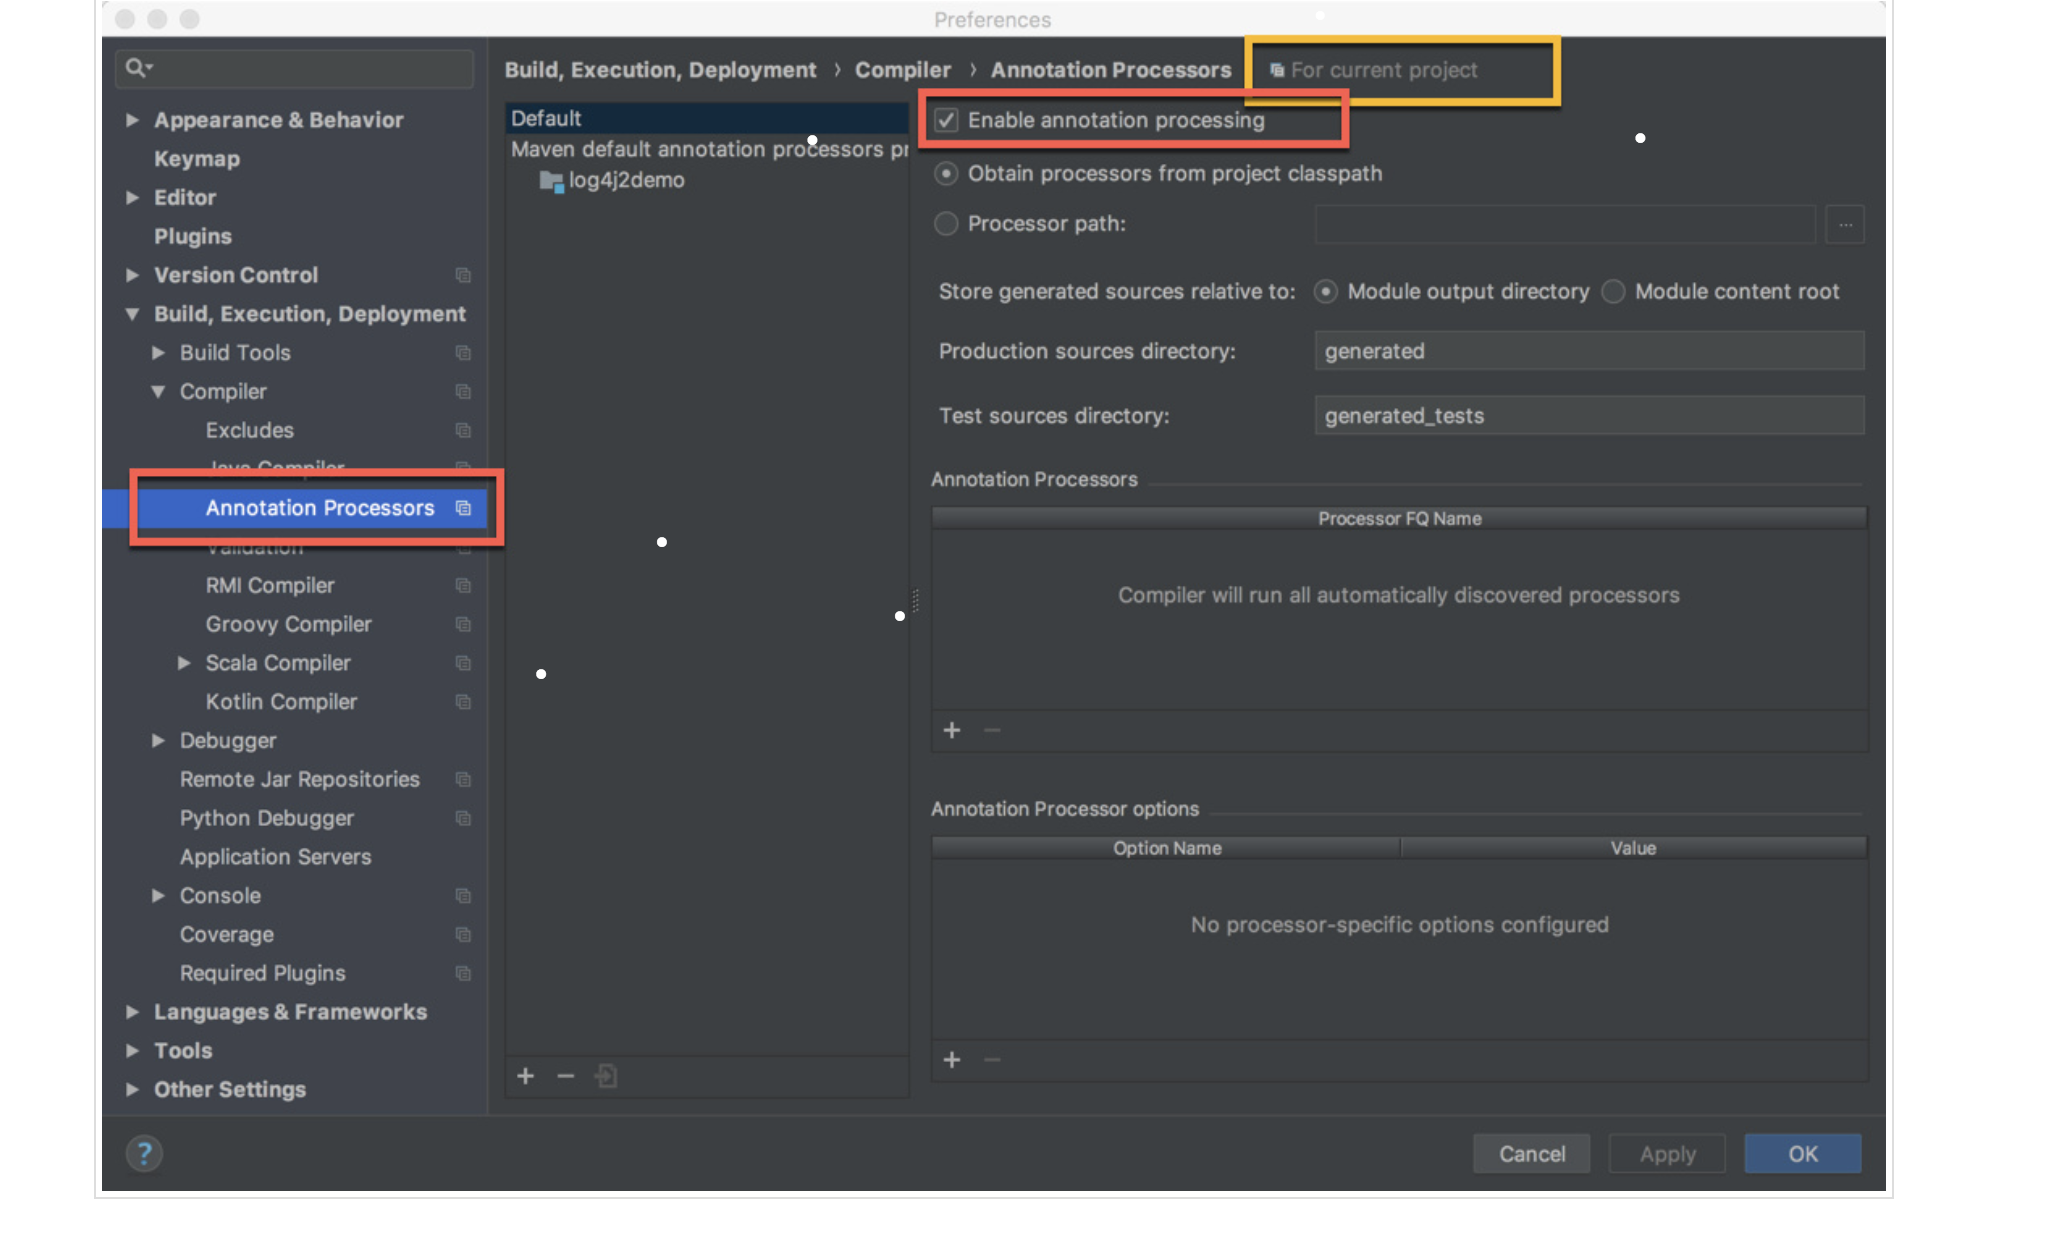 Preferences
Appearance & Behavior
Keymap
Editor
Plugins
Version Control
Build, Execution, Deployment
Build Tools
Compiler
Excludes
Java Compiler
Annotation Processors
Validation
RMI Compiler
Groovy Compiler
Scala Compiler
Kotlin Compiler
Debugger
Remote Jar Repositories
Python Debugger
Application Servers
Console
Coverage
Required Plugins
Languages & Frameworks
Tools
Other Settings
Build, Execution, Deployment › Compiler › Annotation Processors For current project
Default
Maven default annotation processors pr
log4j2demo
Enable annotation processing
Obtain processors from project classpath
Processor path:
...
Store generated sources relative to: Module output directory Module content root
Production sources directory: generated
Test sources directory: generated_tests
Annotation Processors
Processor FQ Name
Compiler will run all automatically discovered processors
+ −
Annotation Processor options
Option Name Value
No processor-specific options configured
+ −
+ −
? Cancel Apply OK